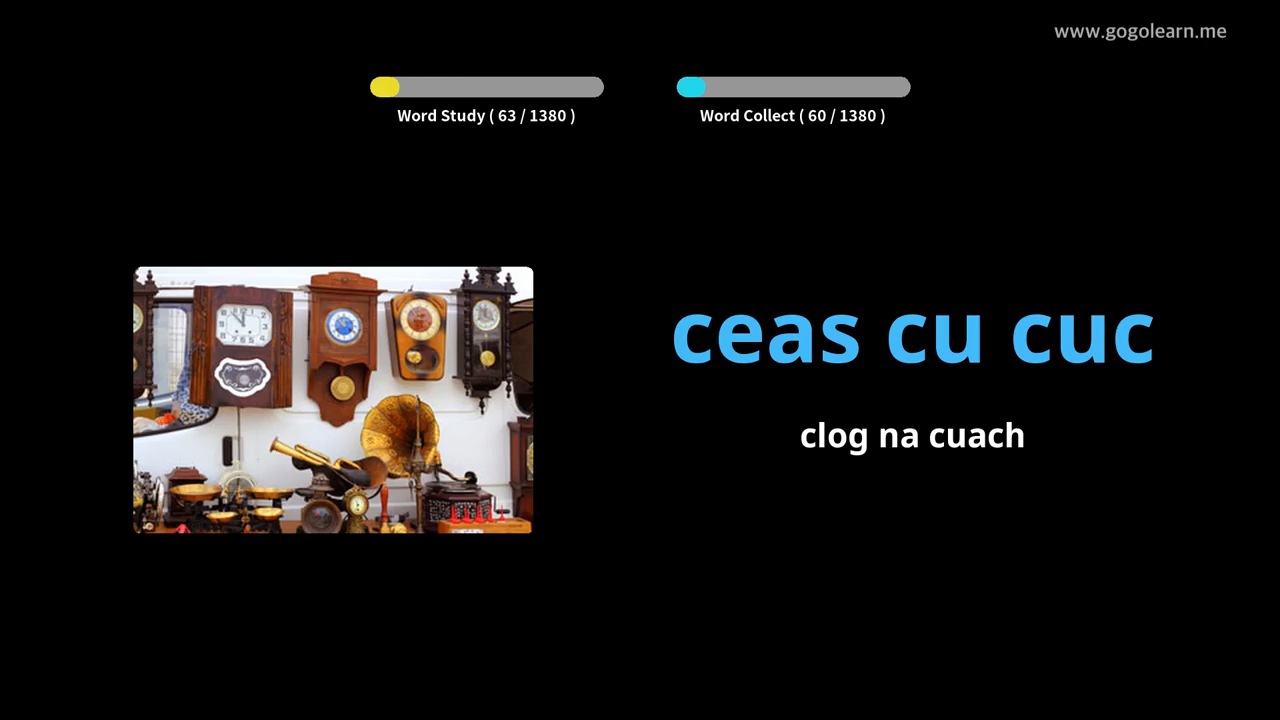 www.gogolearn.me
Word Study ( 63 / 1380 )
Word Collect ( 60 / 1380 )
ceas cu cuc
clog na cuach